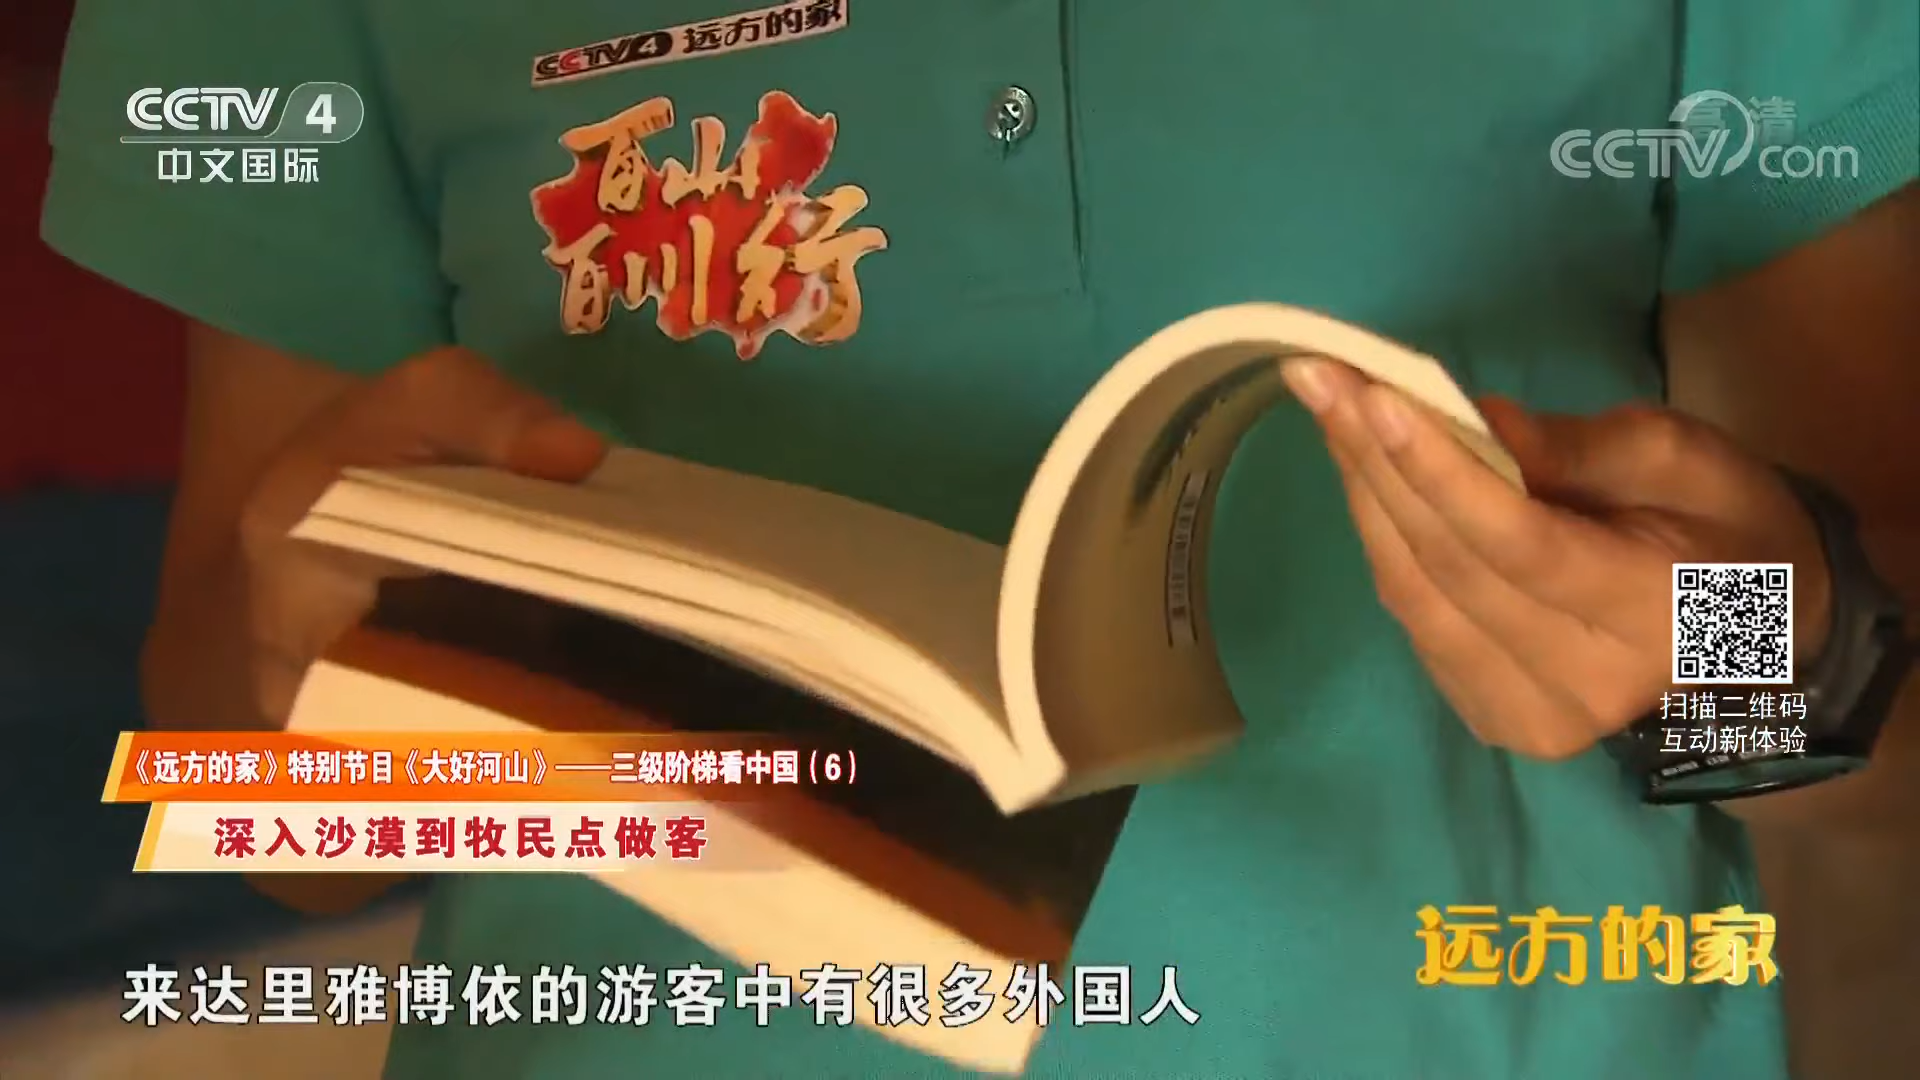 CCTV4 远方的家
CCTV 4
中文国际
百山
百川行
高清
CCTV.com
扫描二维码
互动新体验
《远方的家》特别节目《大好河山》——三级阶梯看中国（6）
深入沙漠到牧民点做客
远方的家
来达里雅博依的游客中有很多外国人